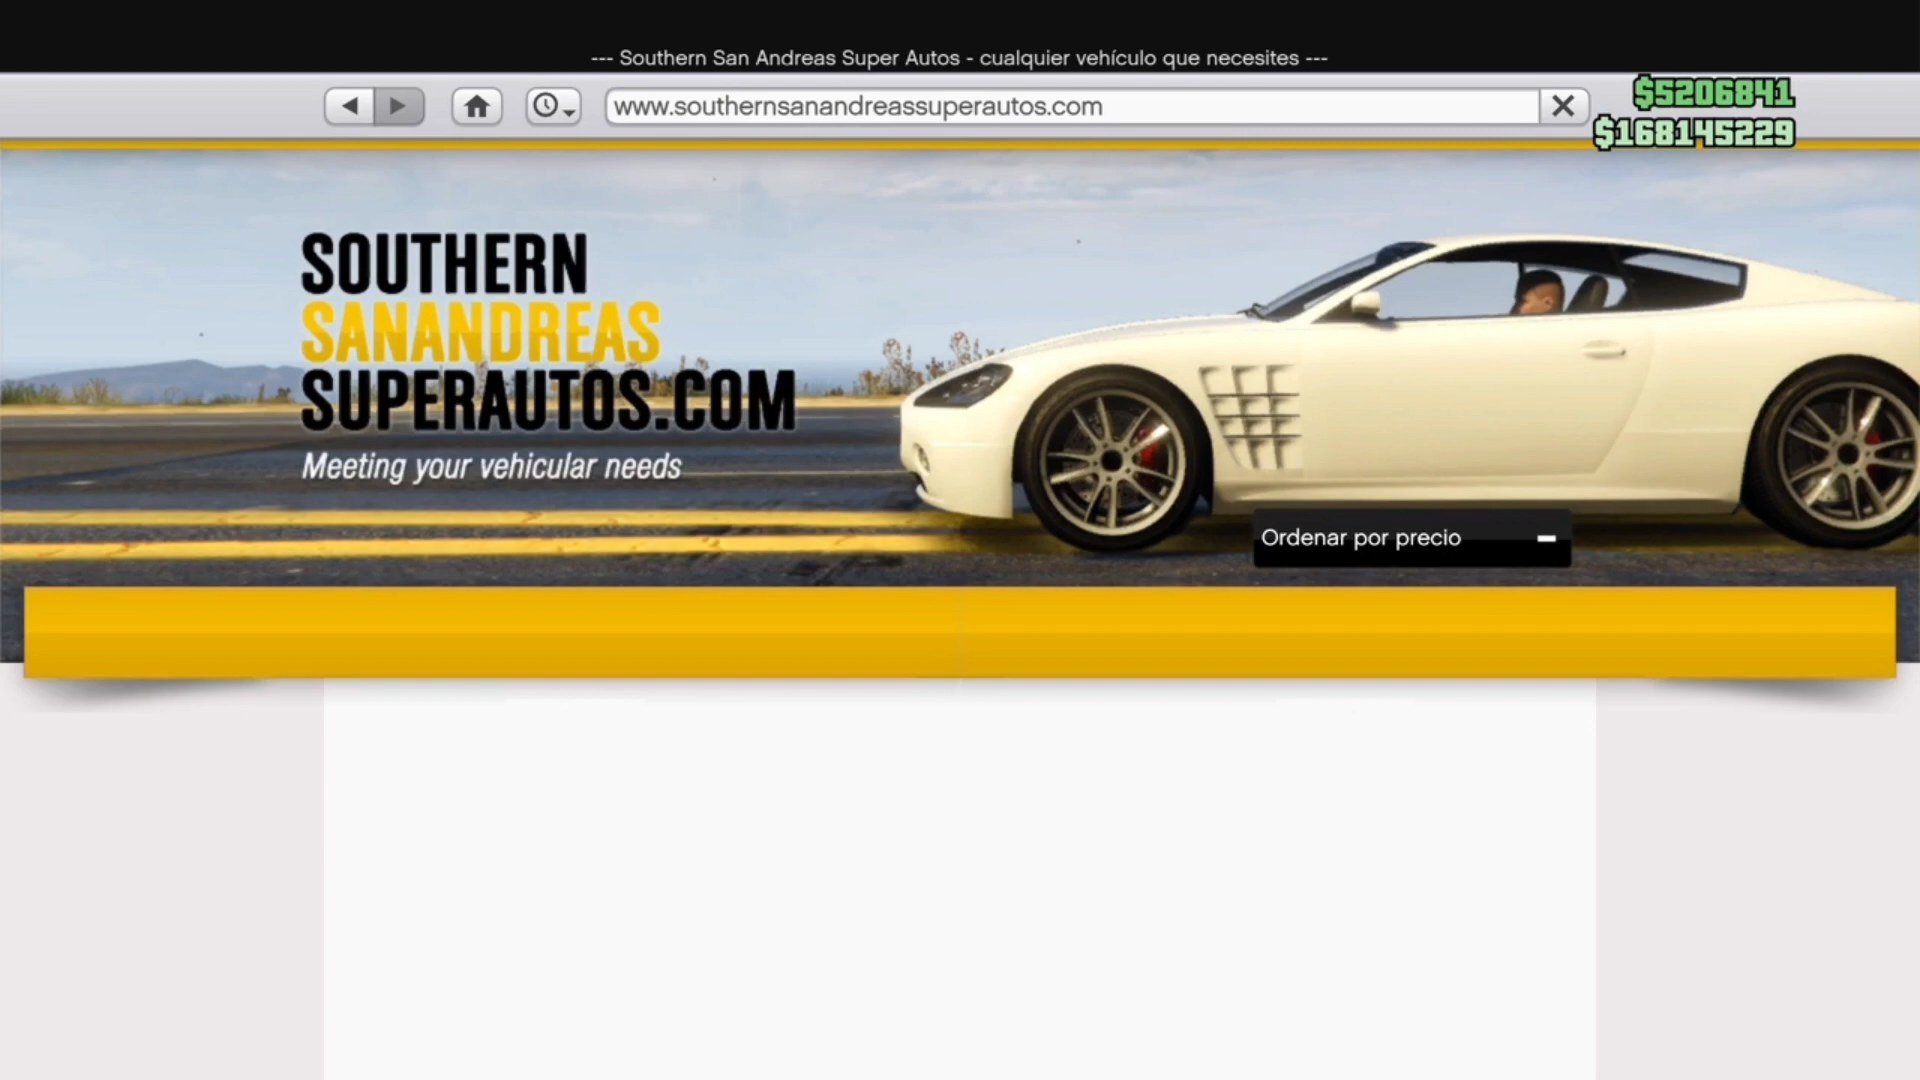 --- Southern San Andreas Super Autos - cualquier vehículo que necesites ---
www.southernsanandreassuperautos.com
$5206841
$168145229
SOUTHERN
SANANDREAS
SUPERAUTOS.COM
Meeting your vehicular needs
Ordenar por precio